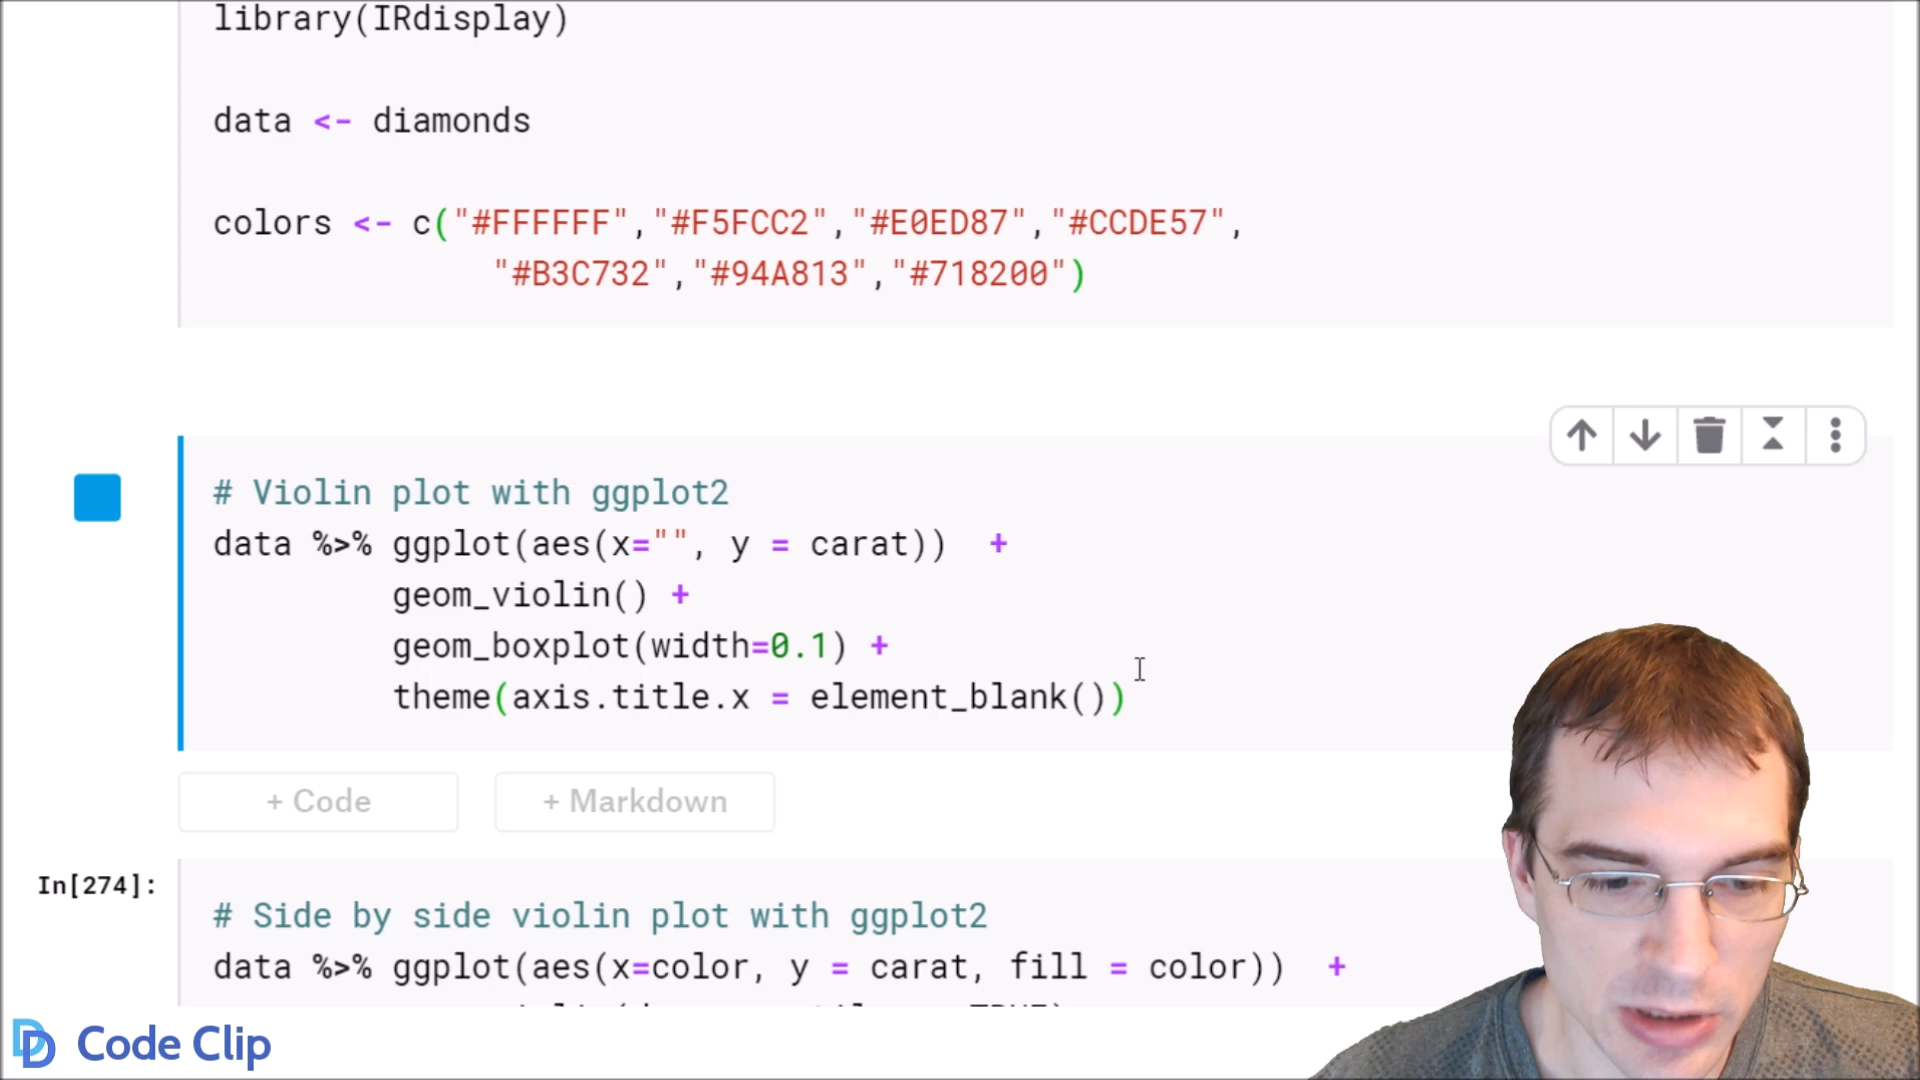 library(IRdisplay)
data <- diamonds
colors <- c("#FFFFFF","#F5FCC2","#E0ED87","#CCDE57",
"#B3C732","#94A813","#718200")
# Violin plot with ggplot2
data %>% ggplot(aes(x="", y = carat))  +
geom_violin() +
geom_boxplot(width=0.1) +
theme(axis.title.x = element_blank())
+ Code
+ Markdown
In[274]:
# Side by side violin plot with ggplot2
data %>% ggplot(aes(x=color, y = carat, fill = color))  +
Code Clip